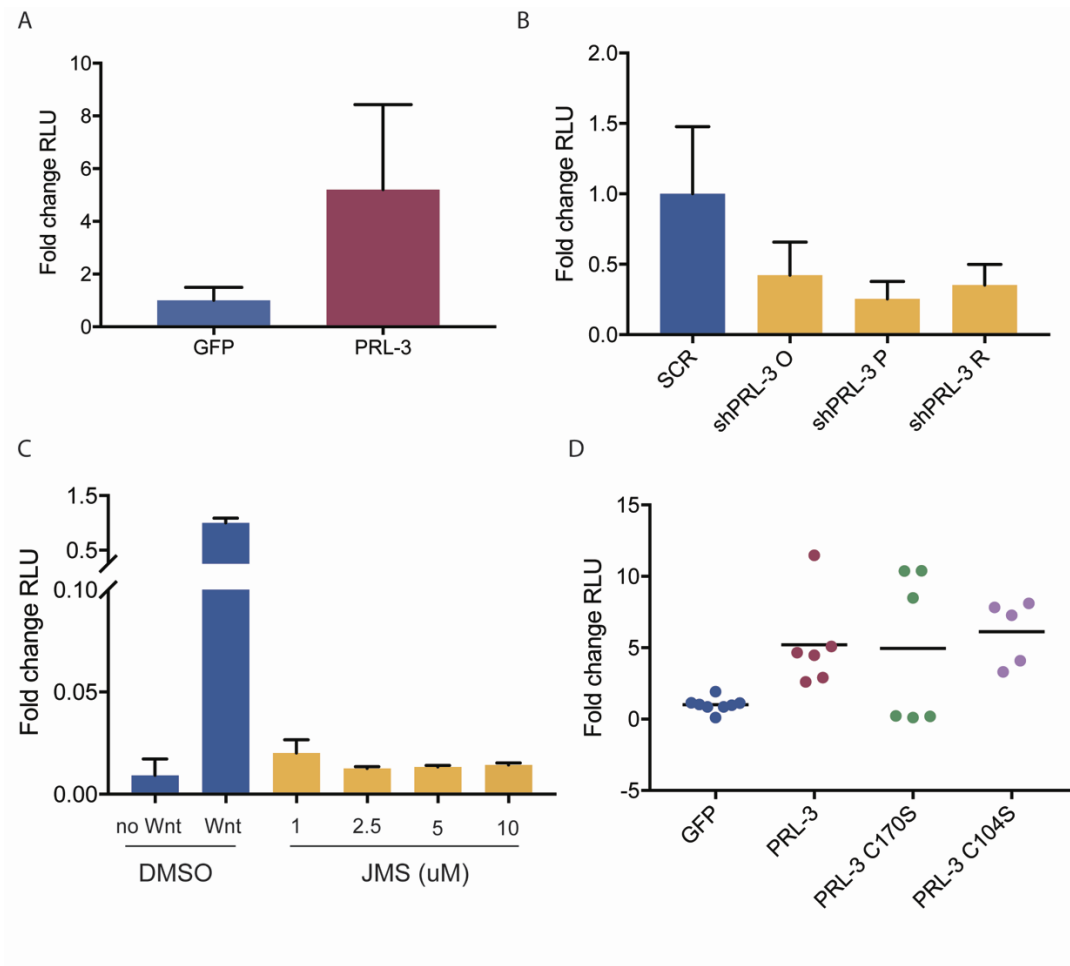 A
Fold change RLU
10
8
6
4
2
0
GFP PRL-3
B
Fold change RLU
2.0
1.5
1.0
0.5
0.0
SCR
shPRL-3 O
shPRL-3 P
shPRL-3 R
C
Fold change RLU
1.5
0.5
0.10
0.05
0.00
no Wnt Wnt 1 2.5 5 10
DMSO JMS (uM)
D
Fold change RLU
15
10
5
0
-5
GFP
PRL-3
PRL-3 C170S
PRL-3 C104S